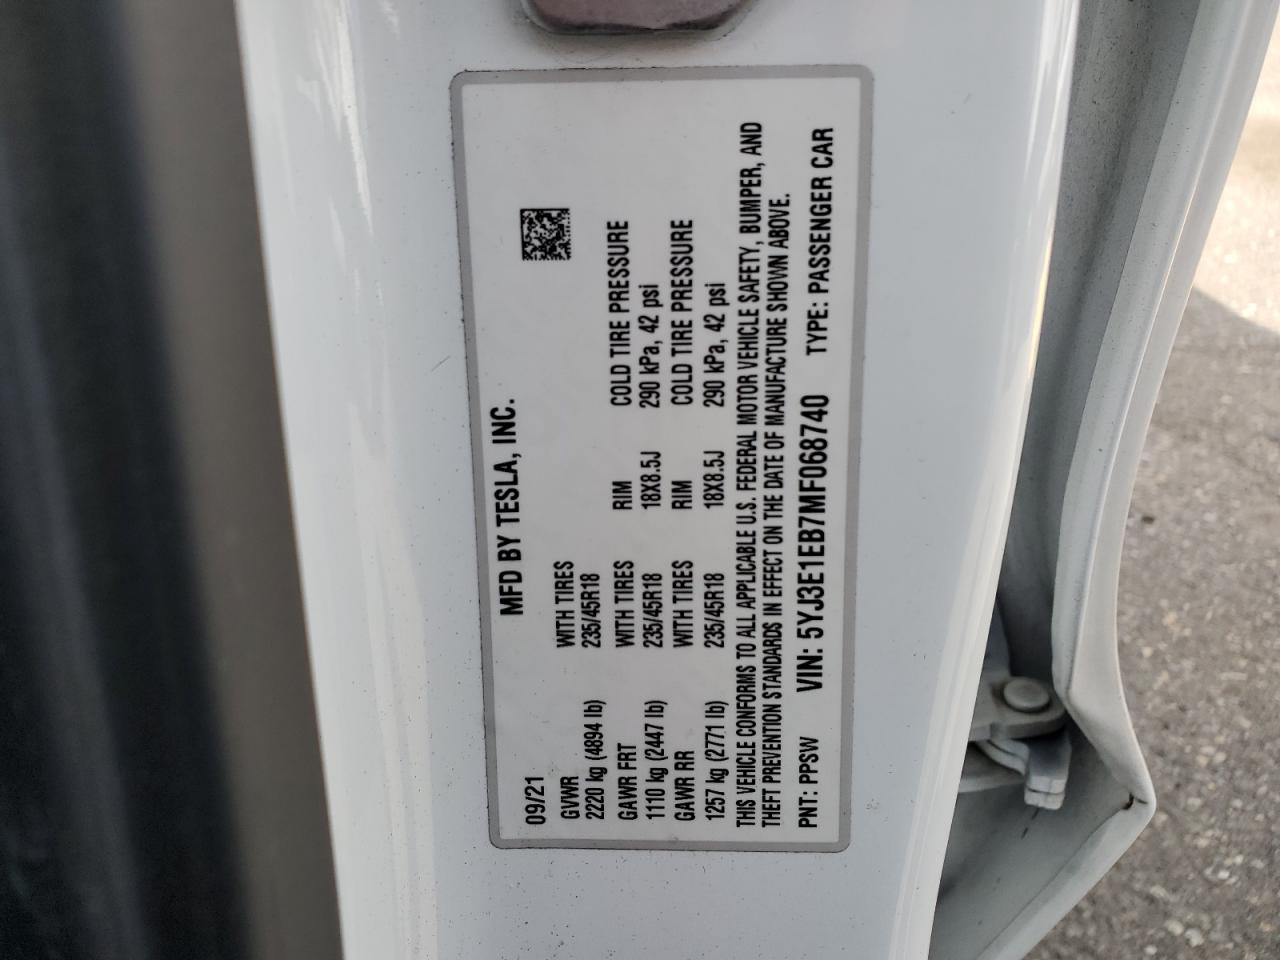 MFD BY TESLA, INC.
09/21
GVWR WITH TIRES
2220 kg (4894 lb) 235/45R18
GAWR FRT WITH TIRES RIM COLD TIRE PRESSURE
1110 kg (2447 lb) 235/45R18 18X8.5J 290 kPa, 42 psi
GAWR RR WITH TIRES RIM COLD TIRE PRESSURE
1257 kg (2771 lb) 235/45R18 18X8.5J 290 kPa, 42 psi
THIS VEHICLE CONFORMS TO ALL APPLICABLE U.S. FEDERAL MOTOR VEHICLE SAFETY, BUMPER, AND
THEFT PREVENTION STANDARDS IN EFFECT ON THE DATE OF MANUFACTURE SHOWN ABOVE.
PNT: PPSW VIN: 5YJ3E1EB7MF068740 TYPE: PASSENGER CAR